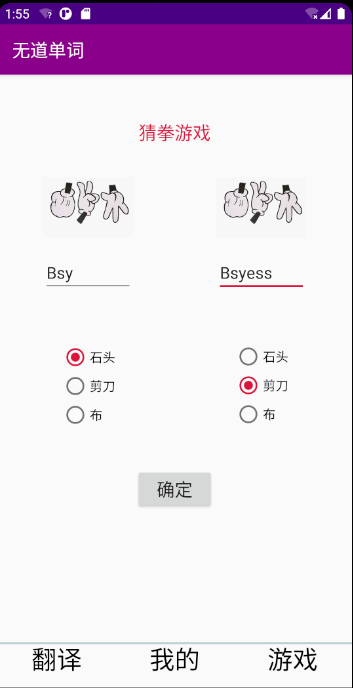 1:55
无道单词
猜拳游戏
Bsy Bsyess
石头 石头
剪刀 剪刀
布 布
确定
翻译 我的 游戏